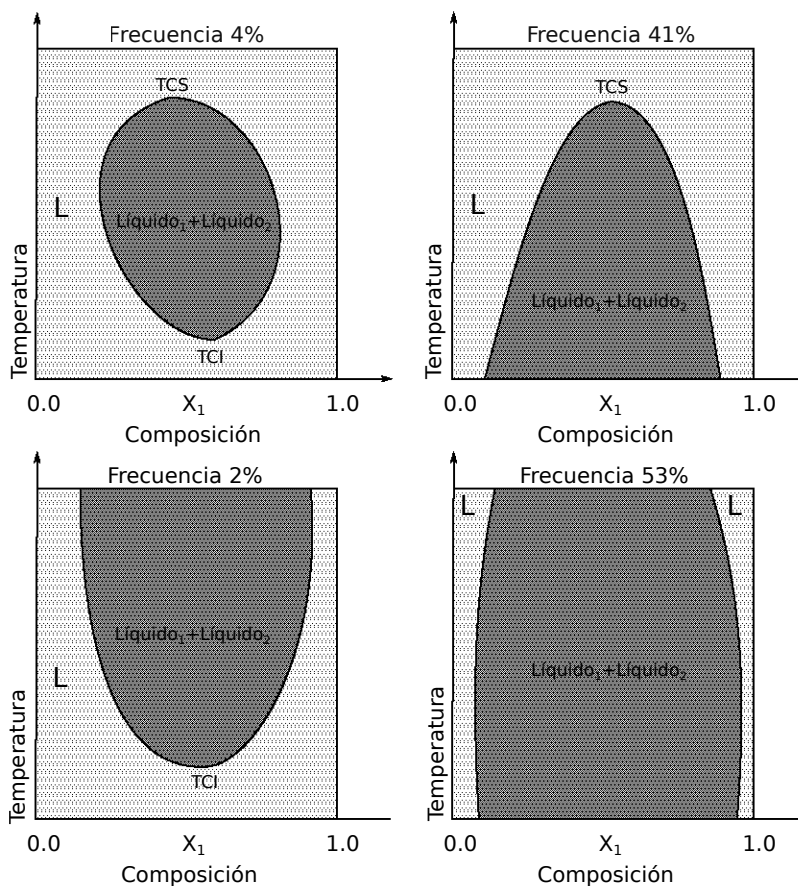 Frecuencia 4%
TCS
L
Líquido₁+Líquido₂
TCI
Temperatura
0.0 X₁ 1.0
Composición
Frecuencia 41%
TCS
L
Líquido₁+Líquido₂
Temperatura
0.0 X₁ 1.0
Composición
Frecuencia 2%
Líquido₁+Líquido₂
L
TCI
Temperatura
0.0 X₁ 1.0
Composición
Frecuencia 53%
L L
Líquido₁+Líquido₂
Temperatura
0.0 X₁ 1.0
Composición